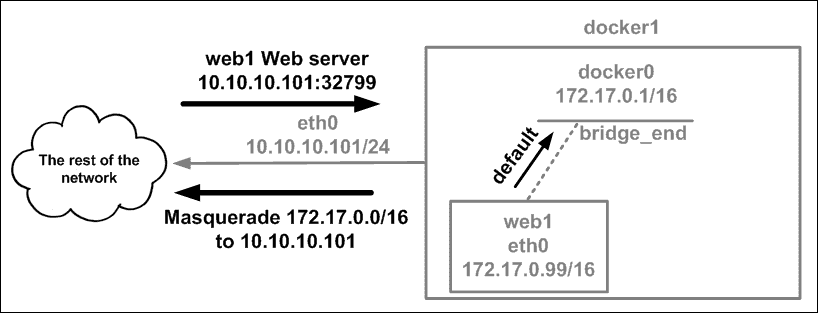 docker1
web1 Web server
10.10.10.101:32799
eth0
10.10.10.101/24
The rest of the
network
Masquerade 172.17.0.0/16
to 10.10.10.101
docker0
172.17.0.1/16
bridge_end
default
web1
eth0
172.17.0.99/16